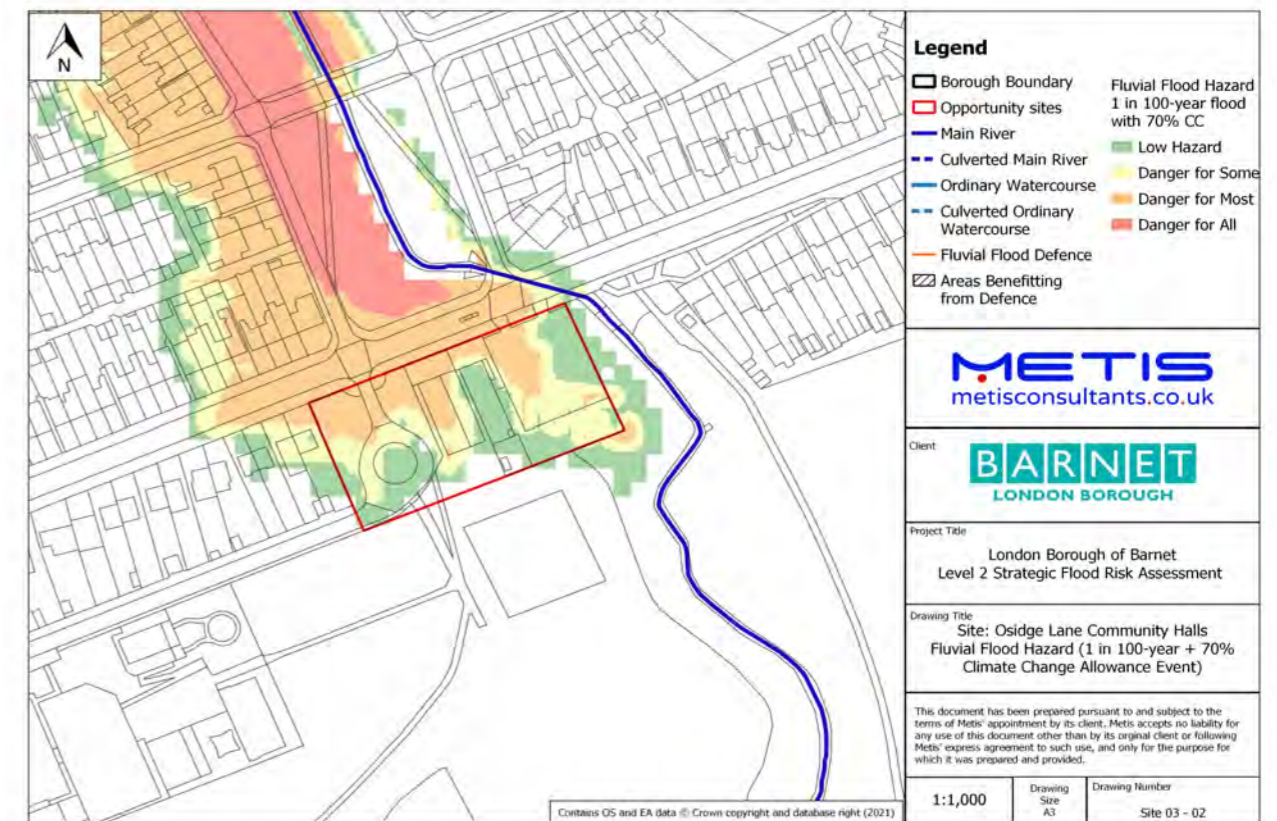 N
Legend
Borough Boundary
Opportunity sites
Main River
Culverted Main River
Ordinary Watercourse
Culverted Ordinary
Watercourse
Fluvial Flood Defence
Areas Benefitting
from Defence
Fluvial Flood Hazard
1 in 100-year flood
with 70% CC
Low Hazard
Danger for Some
Danger for Most
Danger for All
METIS
metisconsultants.co.uk
Client
BARNET
LONDON BOROUGH
Project Title
London Borough of Barnet
Level 2 Strategic Flood Risk Assessment
Drawing Title
Site: Osidge Lane Community Halls
Fluvial Flood Hazard (1 in 100-year + 70%
Climate Change Allowance Event)
This document has been prepared pursuant to and subject to the
terms of Metis' appointment by its client. Metis accepts no liability for
any use of this document other than by its orginal client or following
Metis' express agreement to such use, and only for the purpose for
which it was prepared and provided.
1:1,000
Drawing
Size
A3
Drawing Number
Site 03 - 02
Contains OS and EA data © Crown copyright and database right (2021)